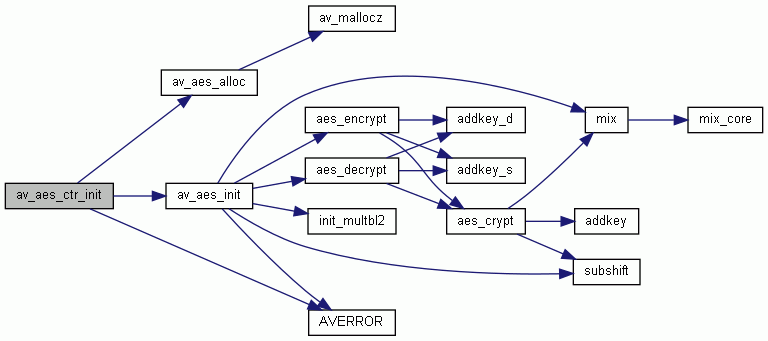 av_aes_ctr_init
av_aes_alloc
av_mallocz
av_aes_init
aes_encrypt
aes_decrypt
init_multbl2
AVERROR
addkey_d
addkey_s
aes_crypt
mix
addkey
subshift
mix_core